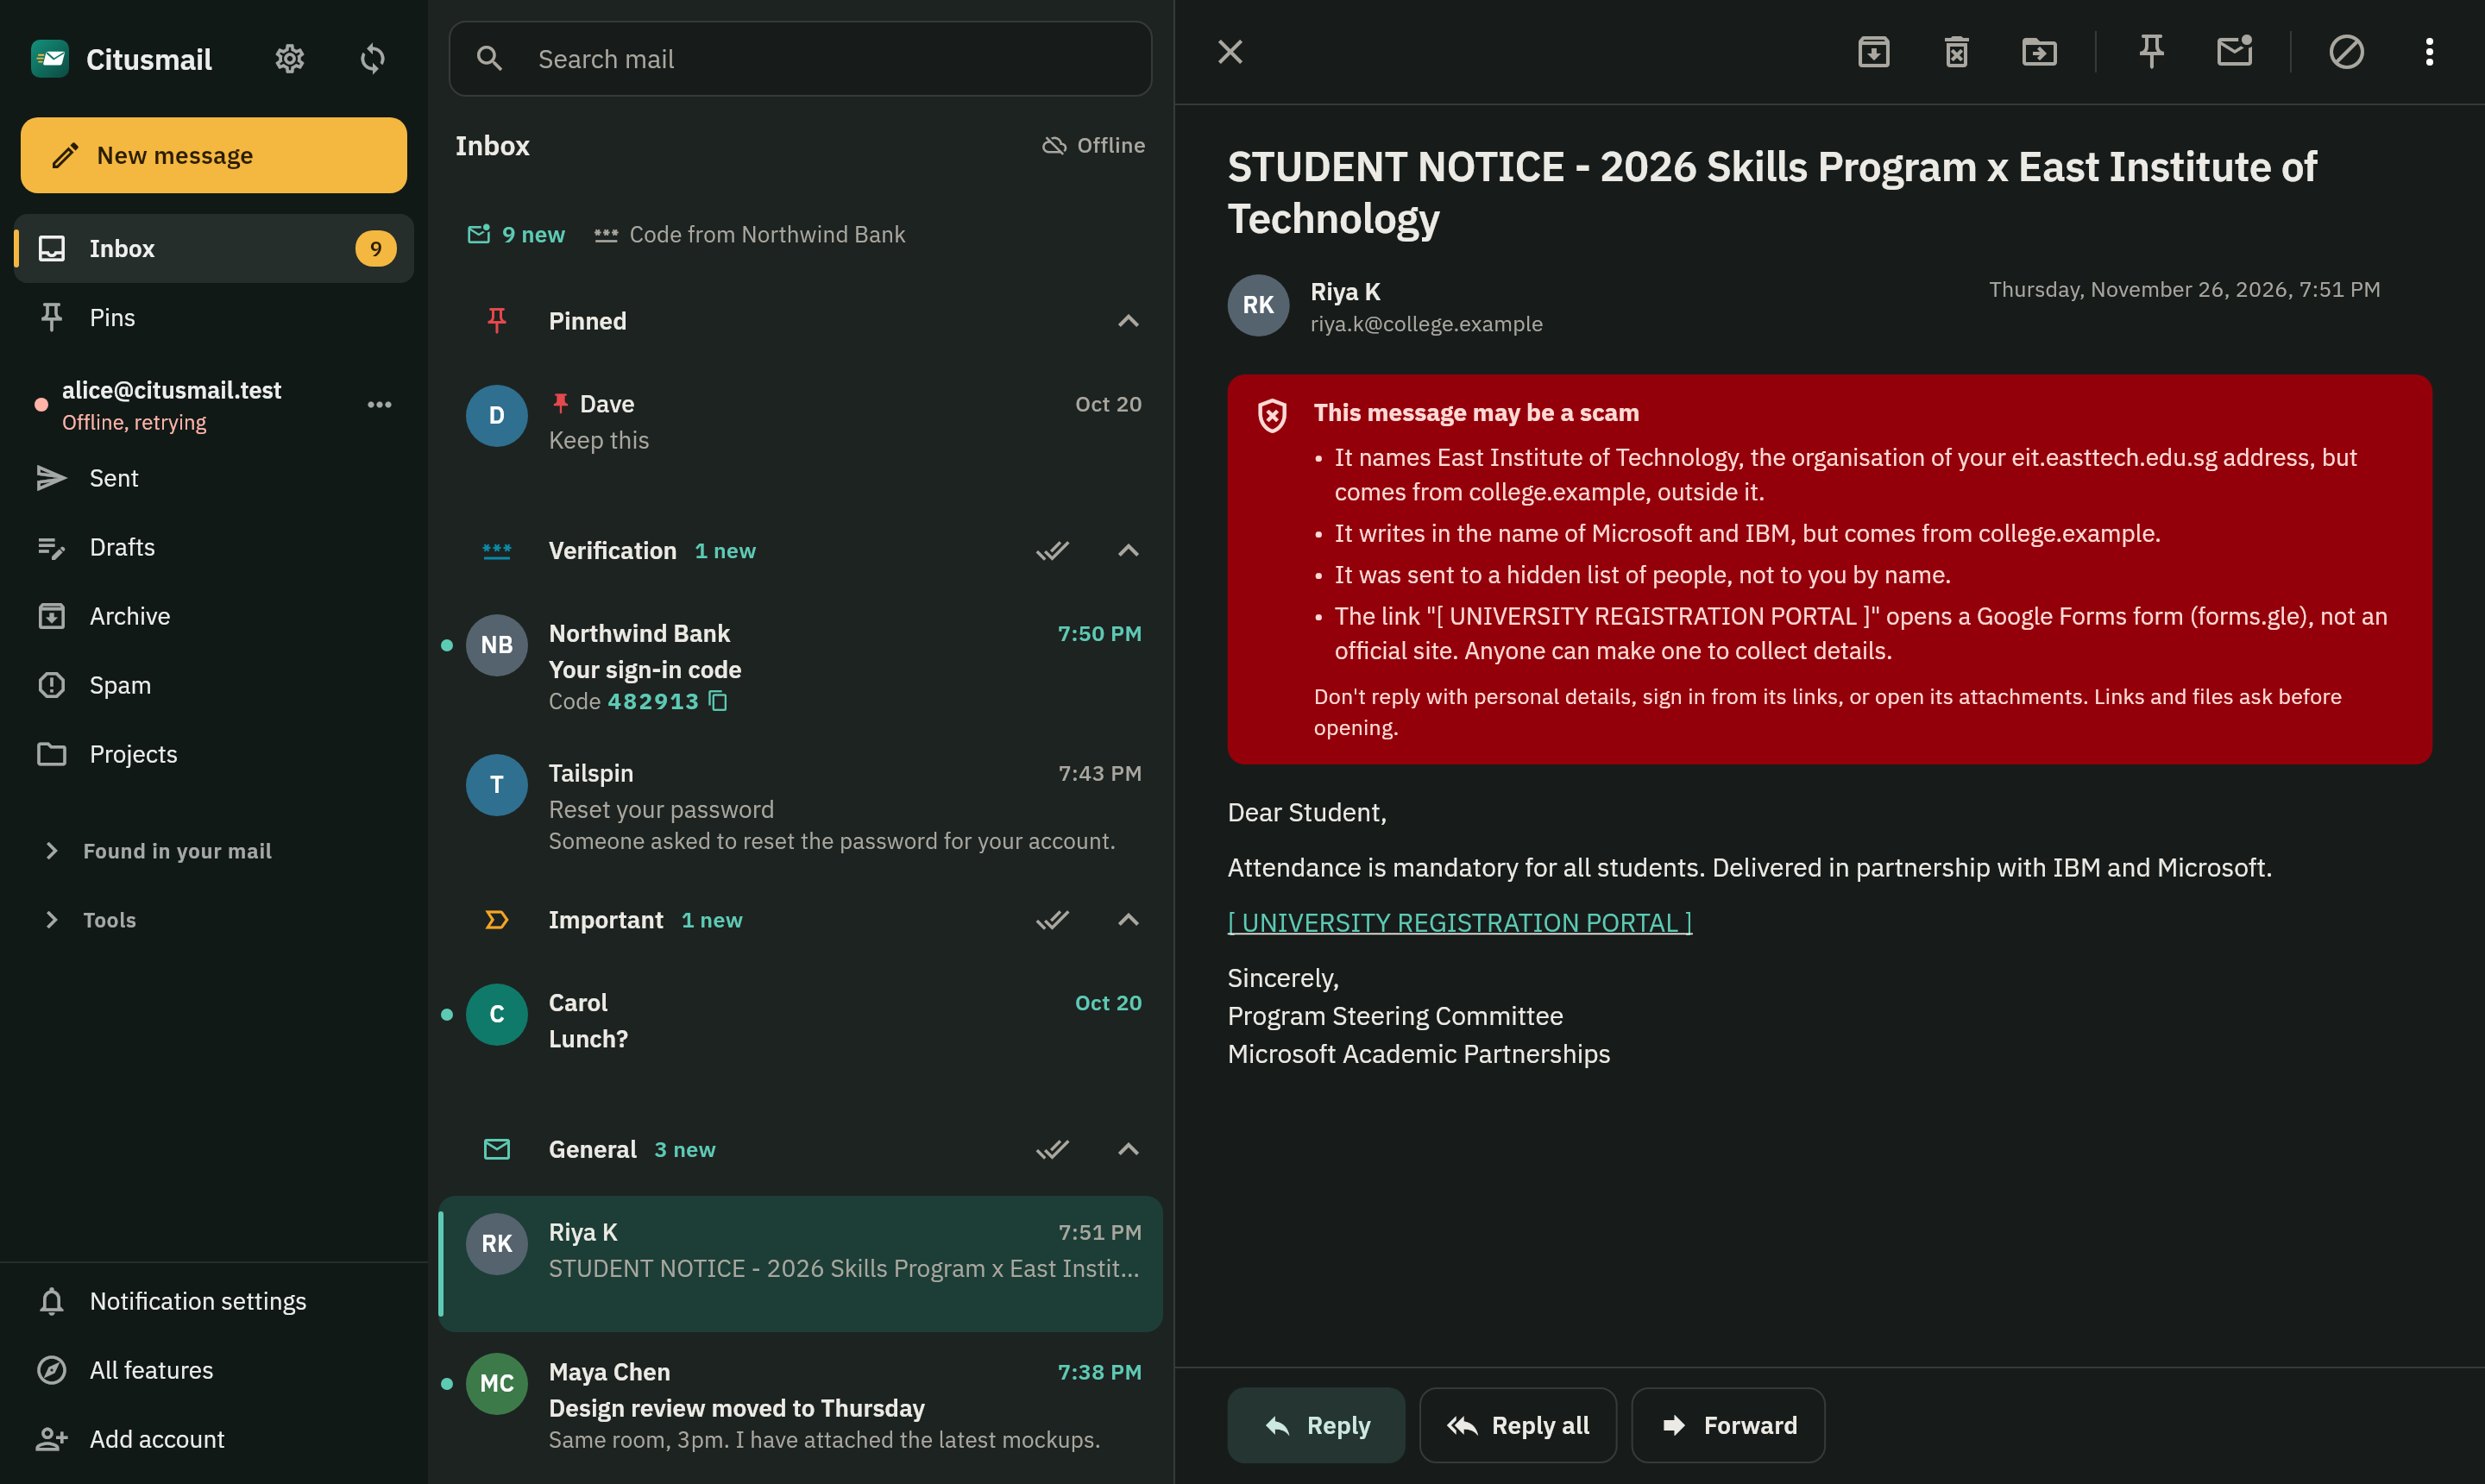 Citusmail
New message
Inbox 9
Pins
alice@citusmail.test
Offline, retrying
Sent
Drafts
Archive
Spam
Projects
Found in your mail
Tools
Notification settings
All features
Add account
Search mail
Inbox Offline
9 new Code from Northwind Bank
Pinned
D Dave Oct 20
Keep this
Verification 1 new
NB Northwind Bank 7:50 PM
Your sign-in code
Code 482913
T Tailspin 7:43 PM
Reset your password
Someone asked to reset the password for your account.
Important 1 new
C Carol Oct 20
Lunch?
General 3 new
RK Riya K 7:51 PM
STUDENT NOTICE - 2026 Skills Program x East Instit...
MC Maya Chen 7:38 PM
Design review moved to Thursday
Same room, 3pm. I have attached the latest mockups.
STUDENT NOTICE - 2026 Skills Program x East Institute of
Technology
RK Riya K Thursday, November 26, 2026, 7:51 PM
riya.k@college.example
This message may be a scam
• It names East Institute of Technology, the organisation of your eit.easttech.edu.sg address, but
comes from college.example, outside it.
• It writes in the name of Microsoft and IBM, but comes from college.example.
• It was sent to a hidden list of people, not to you by name.
• The link "[ UNIVERSITY REGISTRATION PORTAL ]" opens a Google Forms form (forms.gle), not an
official site. Anyone can make one to collect details.
Don't reply with personal details, sign in from its links, or open its attachments. Links and files ask before
opening.
Dear Student,
Attendance is mandatory for all students. Delivered in partnership with IBM and Microsoft.
[ UNIVERSITY REGISTRATION PORTAL ]
Sincerely,
Program Steering Committee
Microsoft Academic Partnerships
Reply Reply all Forward